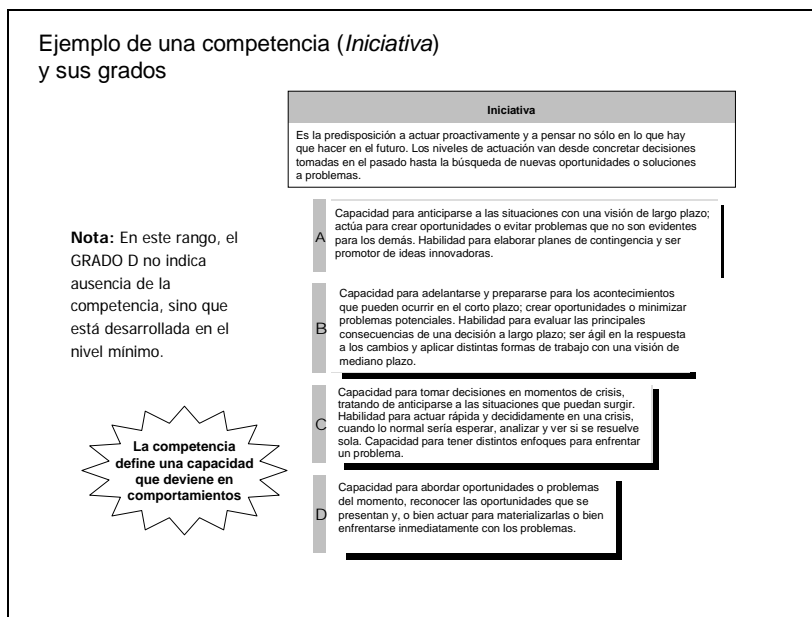 Ejemplo de una competencia (Iniciativa)
y sus grados
Iniciativa
Es la predisposición a actuar proactivamente y a pensar no sólo en lo que hay
que hacer en el futuro. Los niveles de actuación van desde concretar decisiones
tomadas en el pasado hasta la búsqueda de nuevas oportunidades o soluciones
a problemas.
Nota: En este rango, el
GRADO D no indica
ausencia de la
competencia, sino que
está desarrollada en el
nivel mínimo.
La competencia
define una capacidad
que deviene en
comportamientos
A
Capacidad para anticiparse a las situaciones con una visión de largo plazo;
actúa para crear oportunidades o evitar problemas que no son evidentes
para los demás. Habilidad para elaborar planes de contingencia y ser
promotor de ideas innovadoras.
B
Capacidad para adelantarse y prepararse para los acontecimientos
que pueden ocurrir en el corto plazo; crear oportunidades o minimizar
problemas potenciales. Habilidad para evaluar las principales
consecuencias de una decisión a largo plazo; ser ágil en la respuesta
a los cambios y aplicar distintas formas de trabajo con una visión de
mediano plazo.
C
Capacidad para tomar decisiones en momentos de crisis,
tratando de anticiparse a las situaciones que puedan surgir.
Habilidad para actuar rápida y decididamente en una crisis,
cuando lo normal sería esperar, analizar y ver si se resuelve
sola. Capacidad para tener distintos enfoques para enfrentar
un problema.
D
Capacidad para abordar oportunidades o problemas
del momento, reconocer las oportunidades que se
presentan y, o bien actuar para materializarlas o bien
enfrentarse inmediatamente con los problemas.